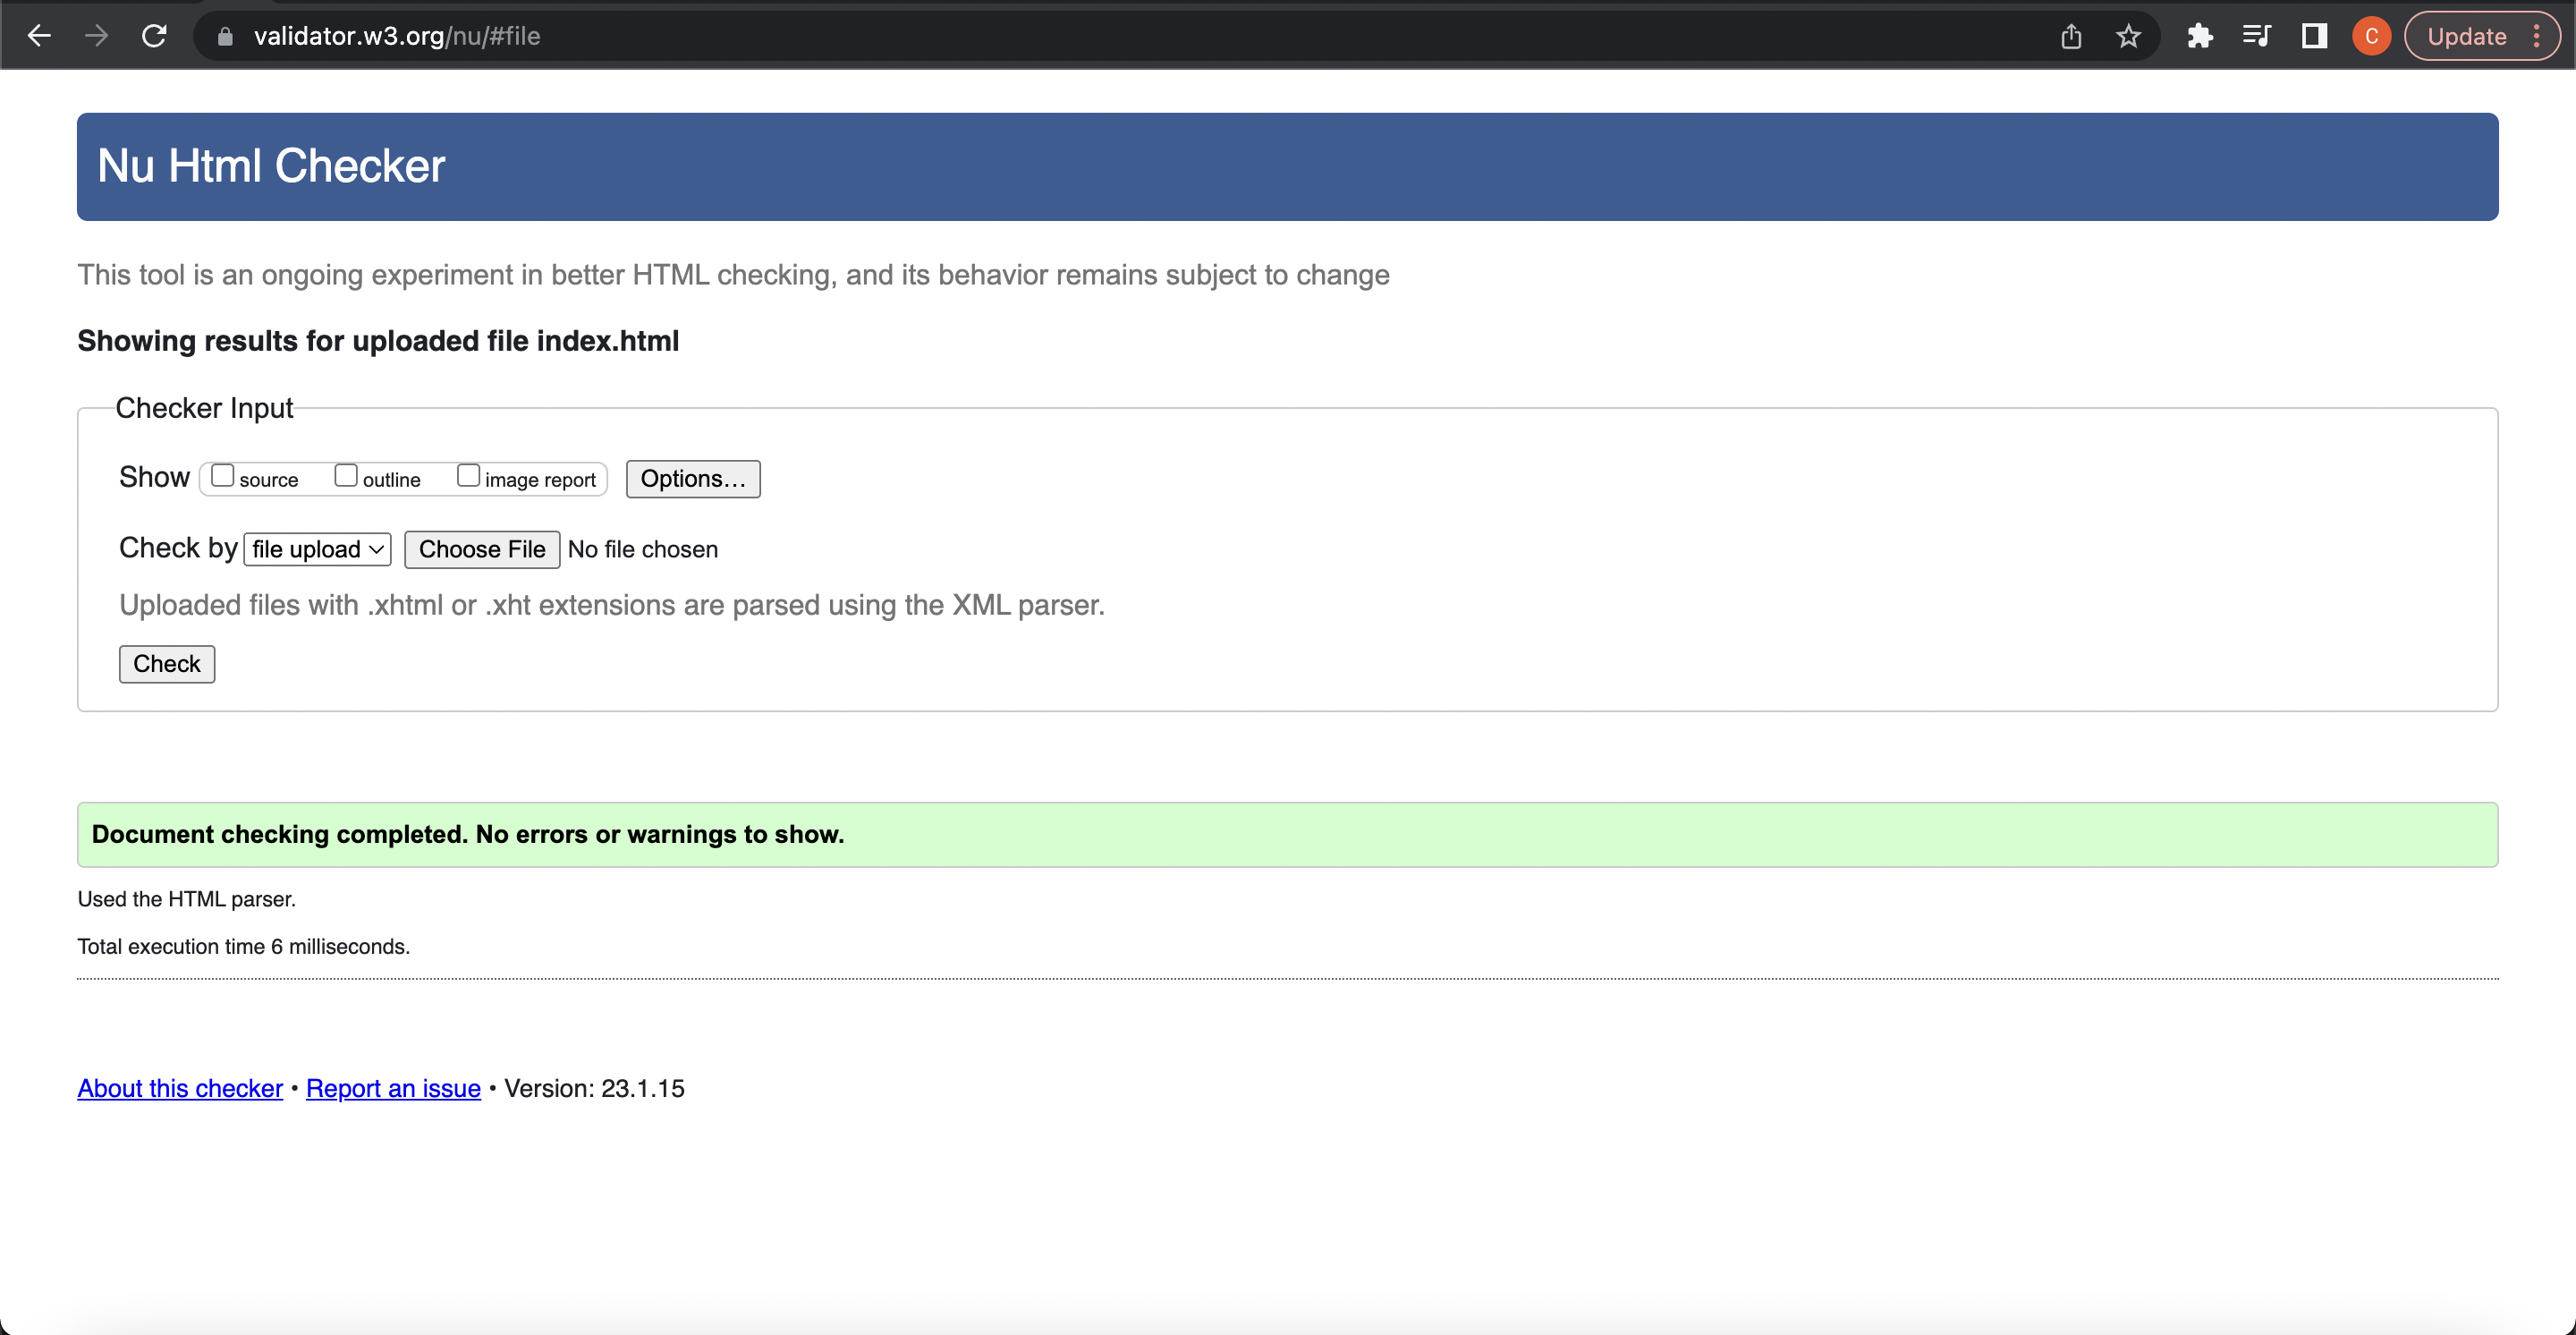 validator.w3.org/nu/#file
C
Update
Nu Html Checker
This tool is an ongoing experiment in better HTML checking, and its behavior remains subject to change
Showing results for uploaded file index.html
Checker Input
Show source outline image report Options...
Check by file upload Choose File No file chosen
Uploaded files with .xhtml or .xht extensions are parsed using the XML parser.
Check
Document checking completed. No errors or warnings to show.
Used the HTML parser.
Total execution time 6 milliseconds.
About this checker • Report an issue • Version: 23.1.15